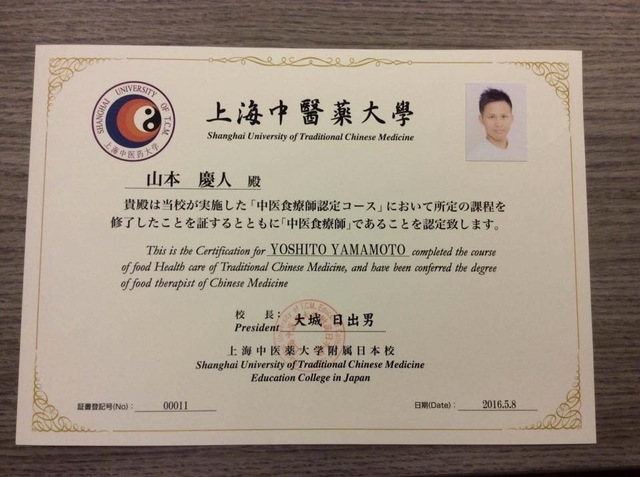 SHANGHAI UNIVERSITY OF T.C.M.
上海中医药大学
上海中醫薬大學
Shanghai University of Traditional Chinese Medicine
山本 慶人 殿
貴殿は当校が実施した「中医食療師認定コース」において所定の課程を
修了したことを証するとともに「中医食療師」であることを認定致します。
This is the Certification for YOSHITO YAMAMOTO completed the course
of food Health care of Traditional Chinese Medicine, and have been conferred the degree
of food therapist of Chinese Medicine
校 長：
President 大城 日出男
上海中医薬大学附属日本校
Shanghai University of Traditional Chinese Medicine
Education College in Japan
証書登記号(No): 00011
日期(Date): 2016.5.8